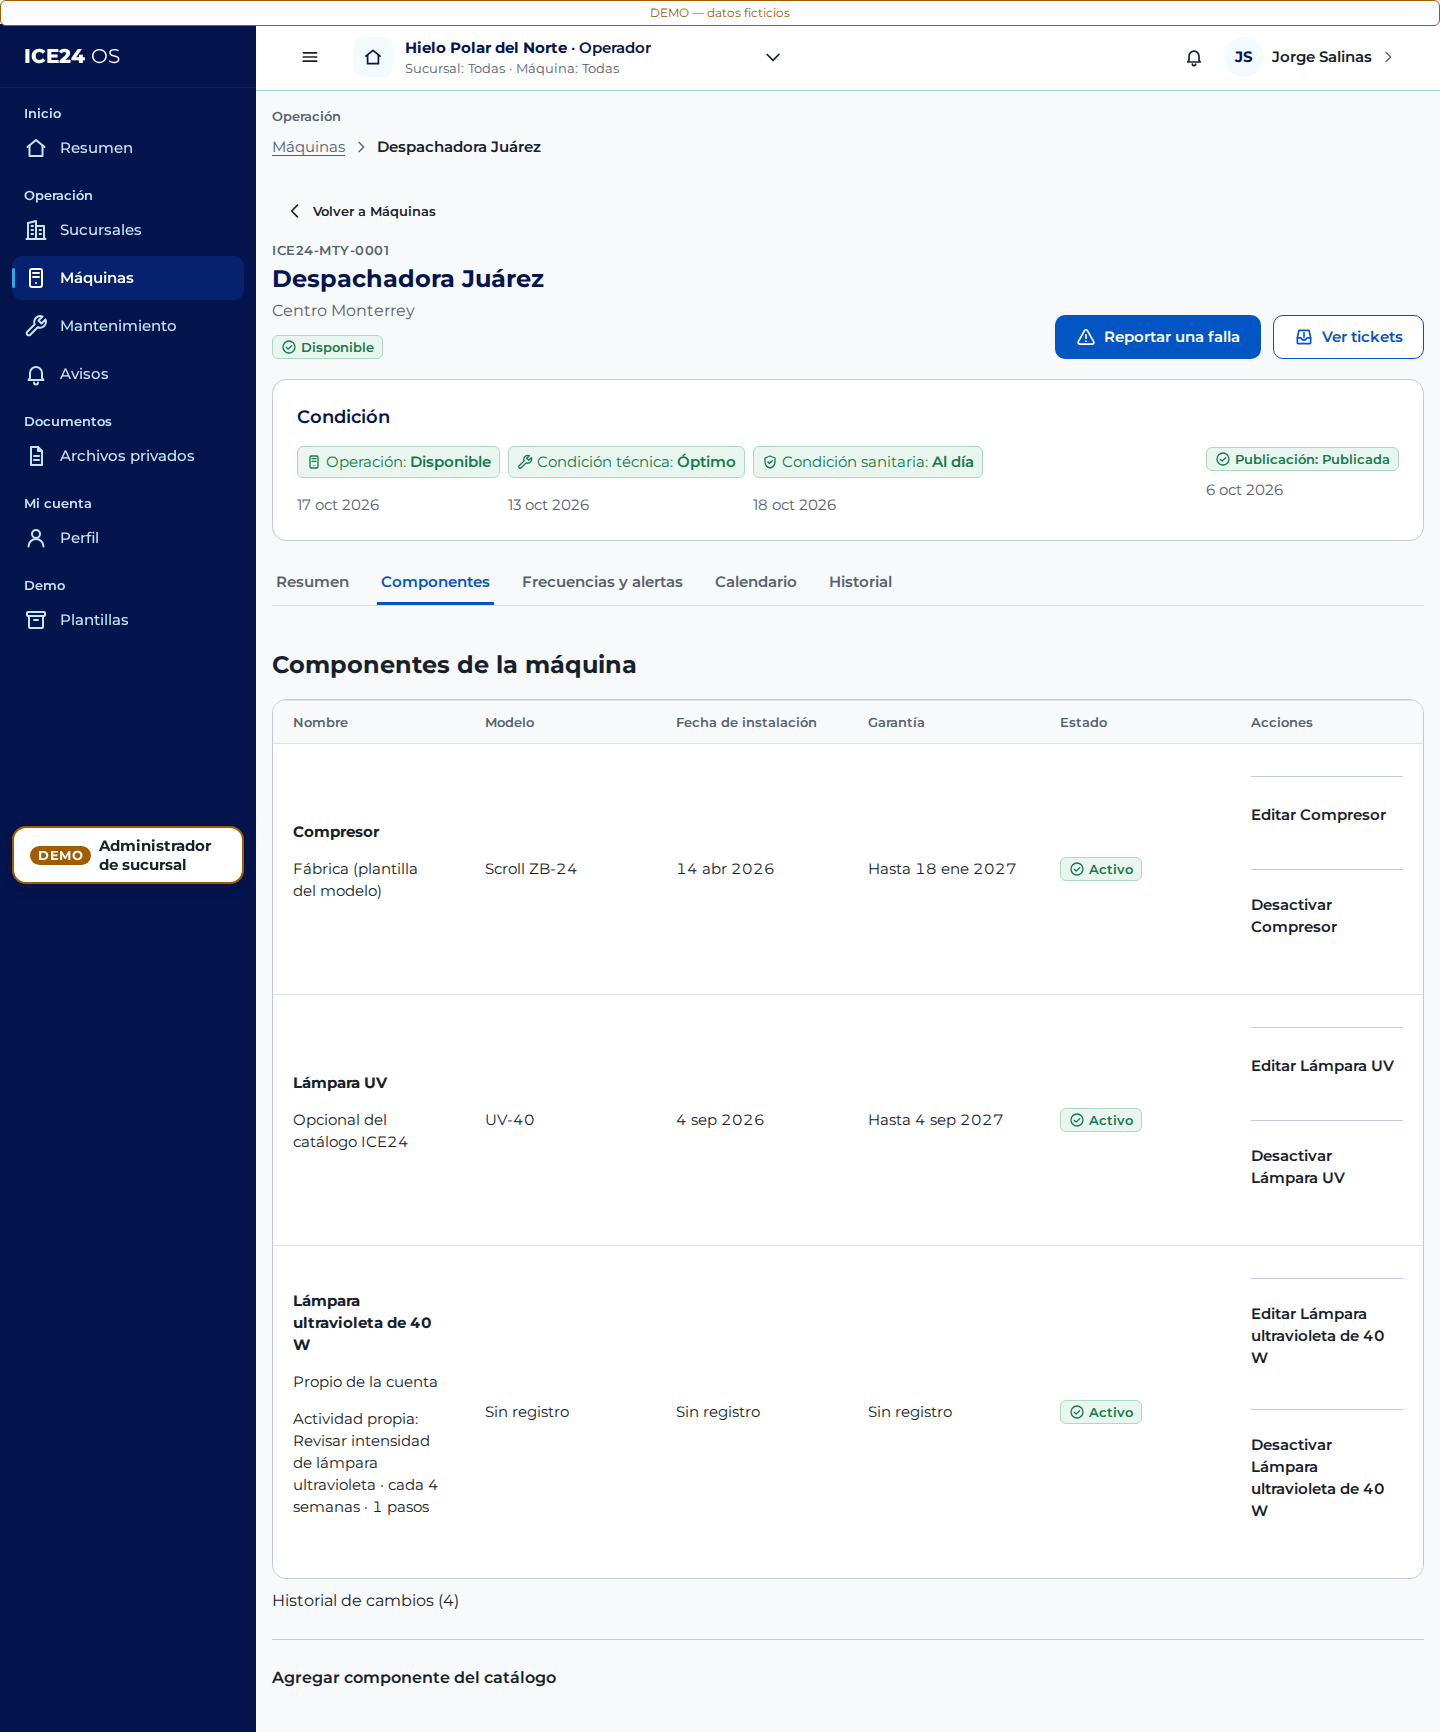 DEMO — datos ficticios
ICE24 OS
Inicio
Resumen
Operación
Sucursales
Máquinas
Mantenimiento
Avisos
Documentos
Archivos privados
Mi cuenta
Perfil
Demo
Plantillas
DEMO
Administrador
de sucursal
Hielo Polar del Norte · Operador
Sucursal: Todas · Máquina: Todas
JS Jorge Salinas
Operación
Máquinas
Despachadora Juárez
Volver a Máquinas
ICE24-MTY-0001
Despachadora Juárez
Centro Monterrey
Disponible
Reportar una falla
Ver tickets
Condición
Operación: Disponible
Condición técnica: Óptimo
Condición sanitaria: Al día
Publicación: Publicada
17 oct 2026
13 oct 2026
18 oct 2026
6 oct 2026
Resumen
Componentes
Frecuencias y alertas
Calendario
Historial
Componentes de la máquina
Nombre
Modelo
Fecha de instalación
Garantía
Estado
Acciones
Compresor
Fábrica (plantilla
del modelo)
Scroll ZB-24
14 abr 2026
Hasta 18 ene 2027
Activo
Editar Compresor
Desactivar
Compresor
Lámpara UV
Opcional del
catálogo ICE24
UV-40
4 sep 2026
Hasta 4 sep 2027
Activo
Editar Lámpara UV
Desactivar
Lámpara UV
Lámpara
ultravioleta de 40
W
Propio de la cuenta
Actividad propia:
Revisar intensidad
de lámpara
ultravioleta · cada 4
semanas · 1 pasos
Sin registro
Sin registro
Sin registro
Activo
Editar Lámpara
ultravioleta de 40
W
Desactivar
Lámpara
ultravioleta de 40
W
Historial de cambios (4)
Agregar componente del catálogo